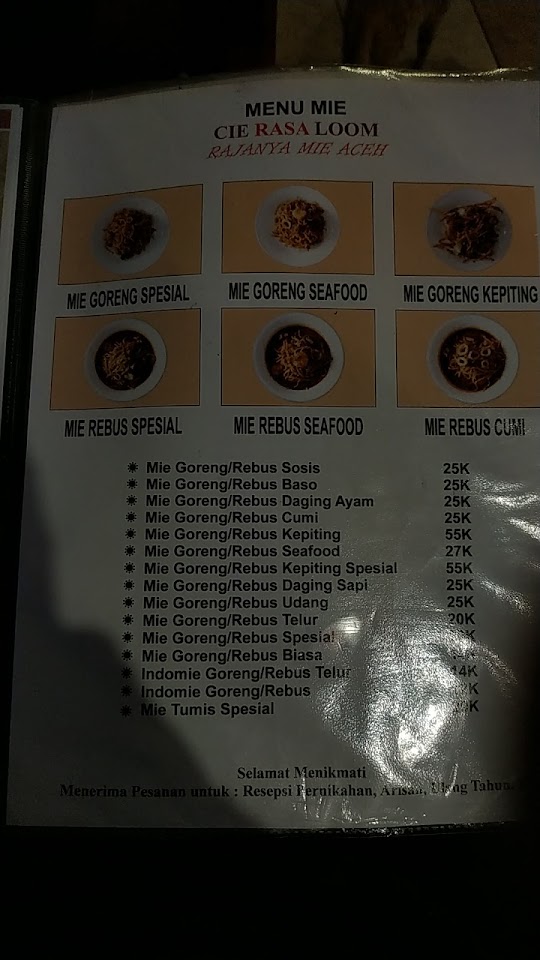 MENU MIE
CIE RASA LOOM
RAJANYA MIE ACEH
MIE GORENG SPESIAL
MIE GORENG SEAFOOD
MIE GORENG KEPITING
MIE REBUS SPESIAL
MIE REBUS SEAFOOD
MIE REBUS CUMI
Mie Goreng/Rebus Sosis 25K
Mie Goreng/Rebus Baso 25K
Mie Goreng/Rebus Daging Ayam 25K
Mie Goreng/Rebus Cumi 25K
Mie Goreng/Rebus Kepiting 55K
Mie Goreng/Rebus Seafood 27K
Mie Goreng/Rebus Kepiting Spesial 55K
Mie Goreng/Rebus Daging Sapi 25K
Mie Goreng/Rebus Udang 25K
Mie Goreng/Rebus Telur 20K
Mie Goreng/Rebus Spesial
Mie Goreng/Rebus Biasa
Indomie Goreng/Rebus Telur 14K
Indomie Goreng/Rebus
Mie Tumis Spesial
Selamat Menikmati
Menerima Pesanan untuk : Resepsi Pernikahan, Arisan, Ulang Tahun,